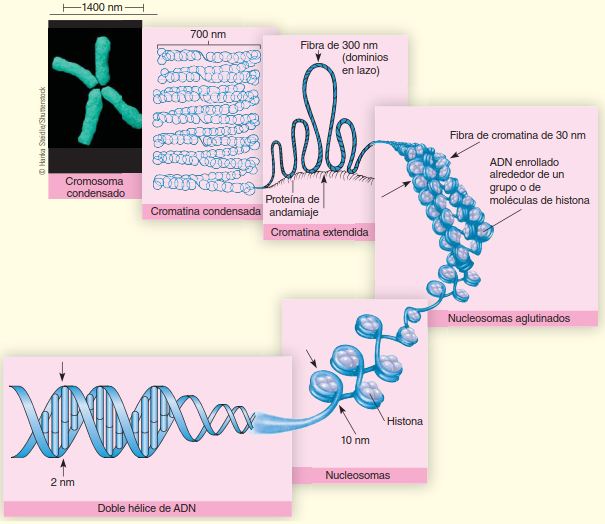 1400 nm
© Hanka Steidle/Shutterstock
Cromosoma
condensado
700 nm
Cromatina condensada
Fibra de 300 nm
(dominios
en lazo)
Proteína de
andamiaje
Cromatina extendida
Fibra de cromatina de 30 nm
ADN enrollado
alrededor de un
grupo o de
moléculas de histona
Nucleosomas aglutinados
Histona
10 nm
Nucleosomas
2 nm
Doble hélice de ADN